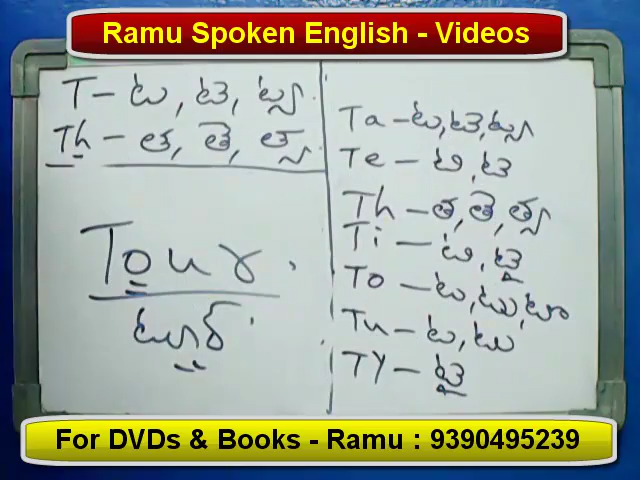 Ramu Spoken English - Videos
T - ట, టె, ట్స
Th - త, తె, త్స
Tour.
టూర్
Ta - ట, టె, ట్స
Te - టి, టె
Th - త, తె, త్స
Ti - టి, టై
To - ట, టు, టూ
Tu - ట, టు
TY - టై
For DVDs & Books - Ramu : 9390495239